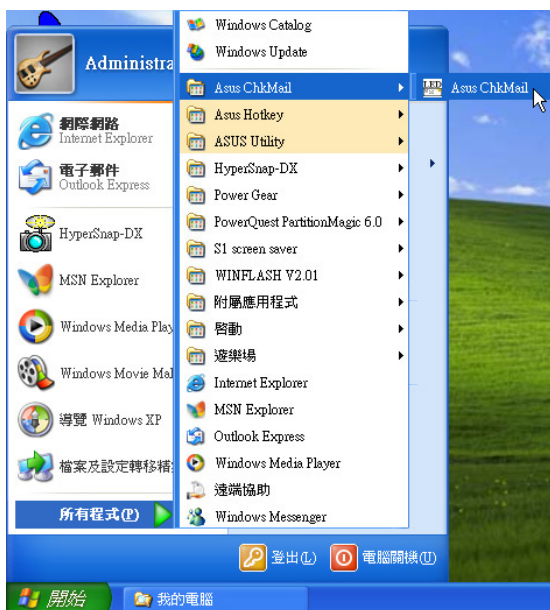 Administra
網際網路
Internet Explorer
電子郵件
Outlook Express
HyperSnap-DX
MSN Explorer
Windows Media Play
Windows Movie Mal
導覽 Windows XP
檔案及設定轉移精
所有程式(P)
Windows Catalog
Windows Update
Asus ChkMail
Asus Hotkey
ASUS Utility
HyperSnap-DX
Power Gear
PowerQuest PartitionMagic 6.0
S1 screen saver
WINFLASH V2.01
附屬應用程式
啓動
遊樂場
Internet Explorer
MSN Explorer
Outlook Express
Windows Media Player
遠端協助
Windows Messenger
LED
Asus ChkMail
登出(L)
電腦關機(U)
開始
我的電腦